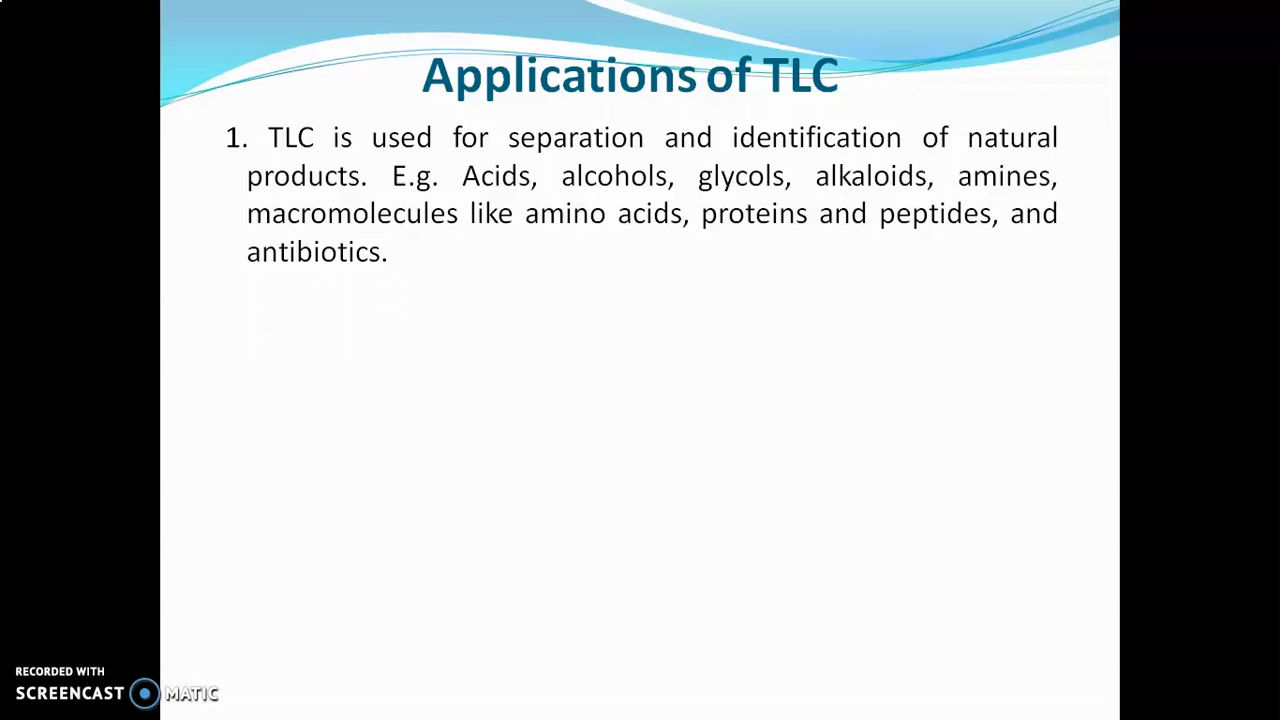 Applications of TLC
1. TLC is used for separation and identification of natural
products. E.g. Acids, alcohols, glycols, alkaloids, amines,
macromolecules like amino acids, proteins and peptides, and
antibiotics.
RECORDED WITH
SCREENCAST MATIC